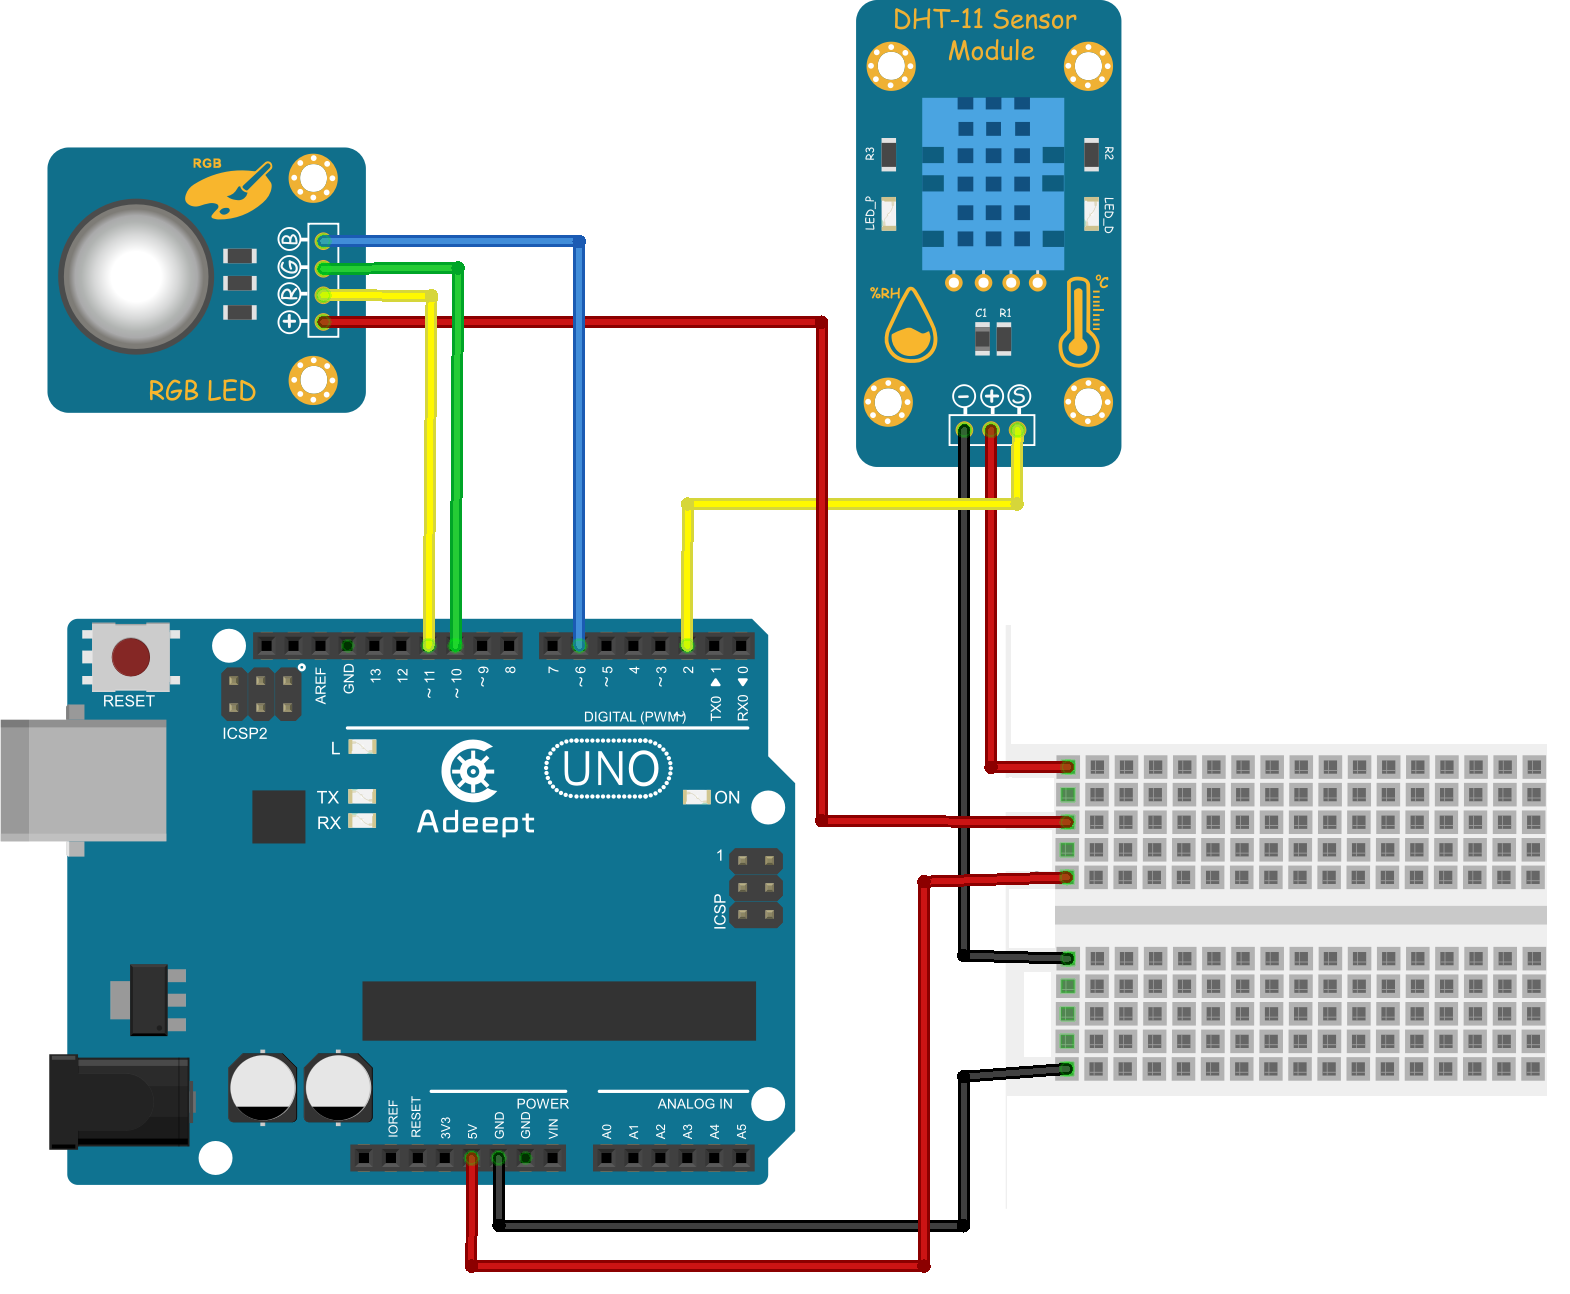 DHT-11 Sensor
Module
R3
R2
LED_P
LED_D
%RH
°C
C1 R1
- + S
RGB
B
G
R
+
RGB LED
RESET
ICSP2
AREF
GND
13
12
~ 11
~ 10
~ 9
8
7
~ 6
~ 5
4
~ 3
2
TX0 ▶ 1
RX0 ◀ 0
DIGITAL (PWM~)
L
TX
RX
Adeept
UNO
ON
1
ICSP
POWER
ANALOG IN
IOREF
RESET
3V3
5V
GND
GND
VIN
A0
A1
A2
A3
A4
A5